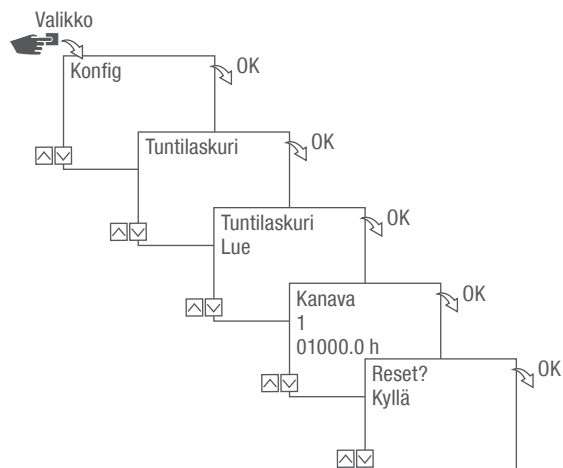 Valikko
Konfig
OK
Tuntilaskuri
OK
Tuntilaskuri
Lue
OK
Kanava
1
01000.0 h
OK
Reset?
Kyllä
OK